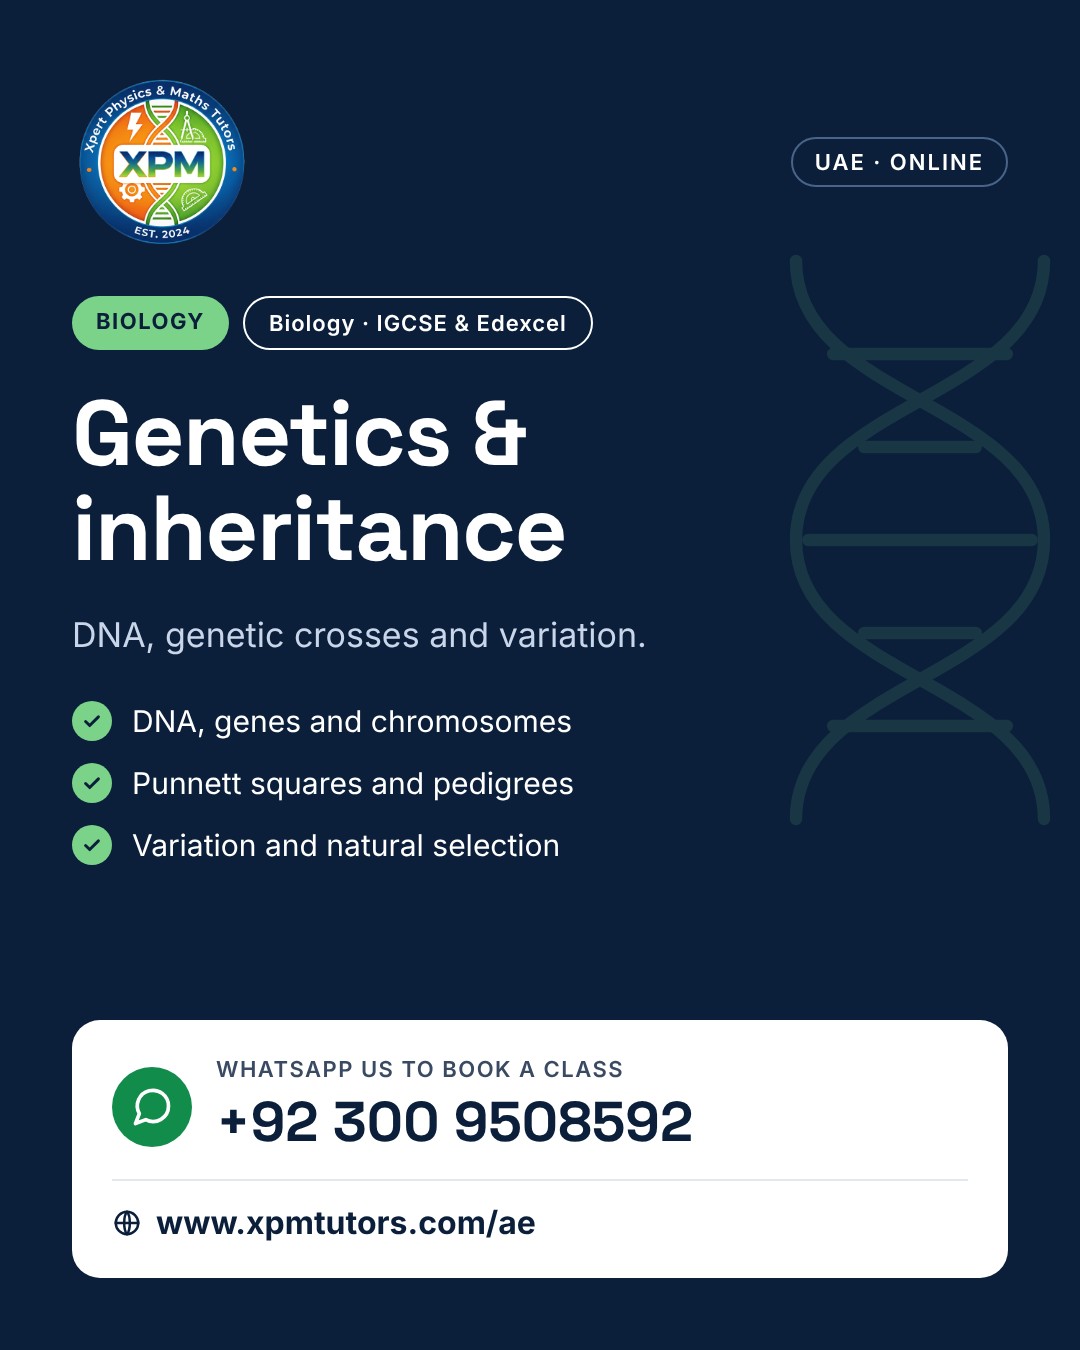 Xpert Physics & Maths Tutors
XPM
EST. 2024
UAE · ONLINE
BIOLOGY
Biology · IGCSE & Edexcel
Genetics &
inheritance
DNA, genetic crosses and variation.
DNA, genes and chromosomes
Punnett squares and pedigrees
Variation and natural selection
WHATSAPP US TO BOOK A CLASS
+92 300 9508592
www.xpmtutors.com/ae